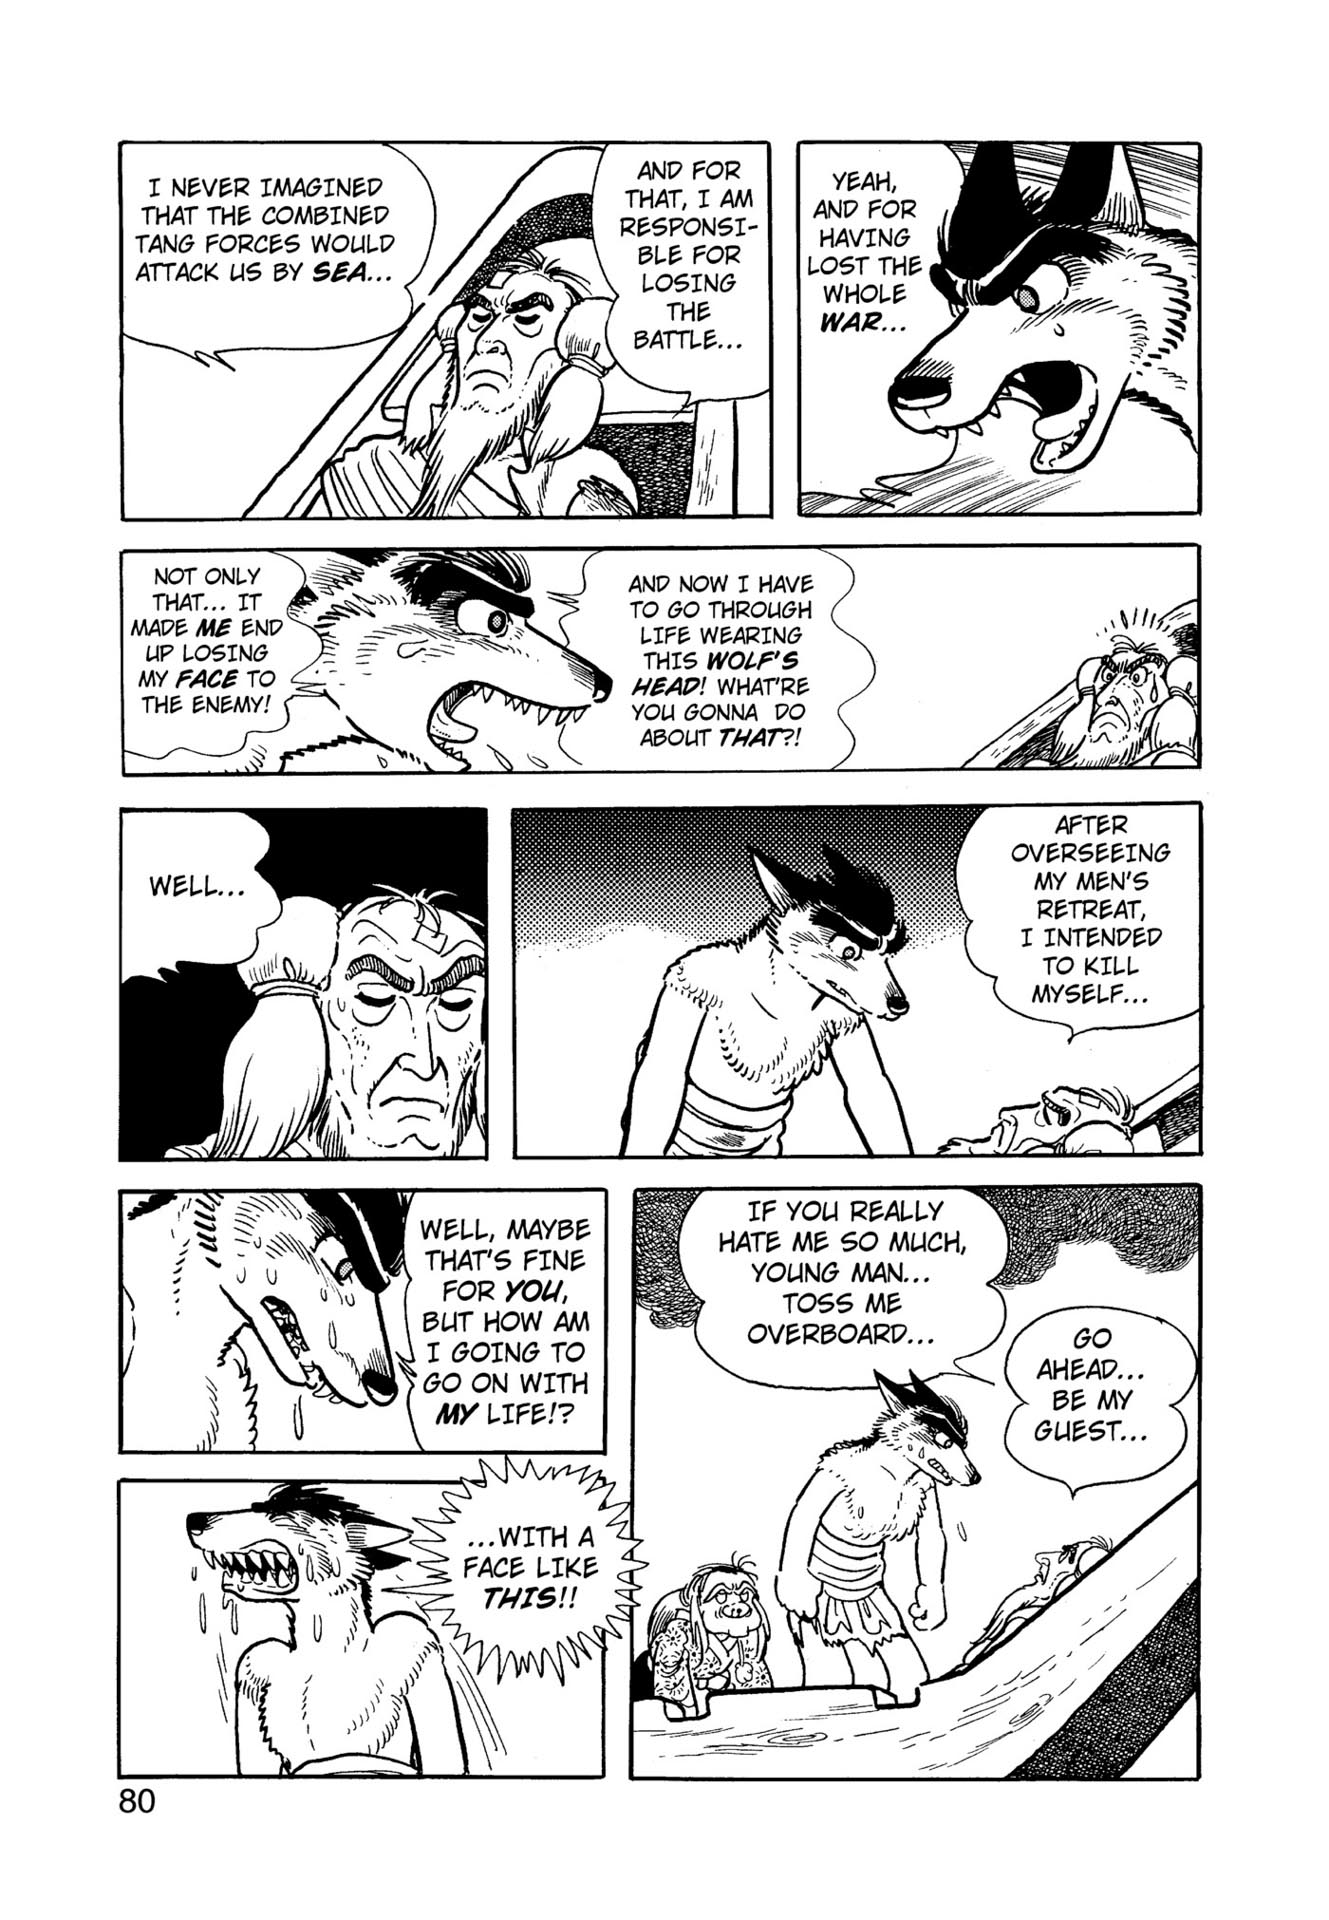 I NEVER IMAGINED
THAT THE COMBINED
TANG FORCES WOULD
ATTACK US BY SEA...
AND FOR
THAT, I AM
RESPONSI-
BLE FOR
LOSING
THE
BATTLE...
YEAH,
AND FOR
HAVING
LOST THE
WHOLE
WAR...
NOT ONLY
THAT... IT
MADE ME END
UP LOSING
MY FACE TO
THE ENEMY!
AND NOW I HAVE
TO GO THROUGH
LIFE WEARING
THIS WOLF'S
HEAD! WHAT'RE
YOU GONNA DO
ABOUT THAT?!
WELL...
AFTER
OVERSEEING
MY MEN'S
RETREAT,
I INTENDED
TO KILL
MYSELF...
WELL, MAYBE
THAT'S FINE
FOR YOU,
BUT HOW AM
I GOING TO
GO ON WITH
MY LIFE!?
...WITH A
FACE LIKE
THIS!!
IF YOU REALLY
HATE ME SO MUCH,
YOUNG MAN...
TOSS ME
OVERBOARD...
GO
AHEAD...
BE MY
GUEST...
80